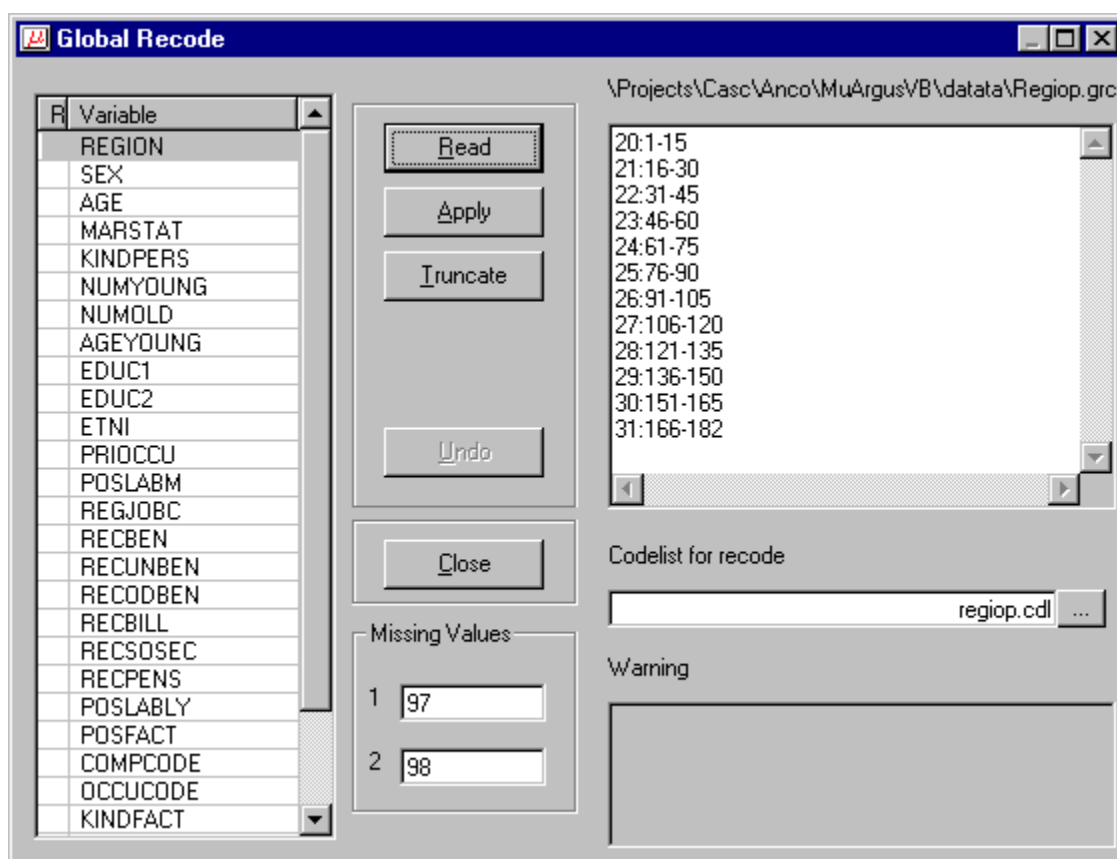 μ Global Recode
\Projects\Casc\Anco\MuArgusVB\datata\Regiop.grc
R Variable
REGION
SEX
AGE
MARSTAT
KINDPERS
NUMYOUNG
NUMOLD
AGEYOUNG
EDUC1
EDUC2
ETNI
PRIOCCU
POSLABM
REGJOBC
RECBEN
RECUNBEN
RECODBEN
RECBILL
RECSOSEC
RECPENS
POSLABLY
POSFACT
COMPCODE
OCCUCODE
KINDFACT
Read
Apply
Truncate
Undo
Close
Missing Values
1 97
2 98
20:1-15
21:16-30
22:31-45
23:46-60
24:61-75
25:76-90
26:91-105
27:106-120
28:121-135
29:136-150
30:151-165
31:166-182
Codelist for recode
regiop.cdl ...
Warning